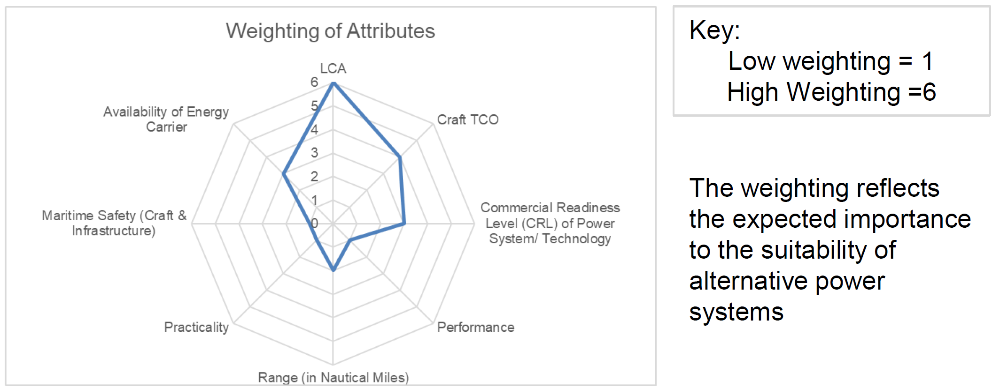 Weighting of Attributes
LCA
6
5
4
3
2
1
0
Craft TCO
Commercial Readiness
Level (CRL) of Power
System/ Technology
Performance
Range (in Nautical Miles)
Practicality
Maritime Safety (Craft &
Infrastructure)
Availability of Energy
Carrier
Key:
Low weighting = 1
High Weighting =6
The weighting reflects
the expected importance
to the suitability of
alternative power
systems